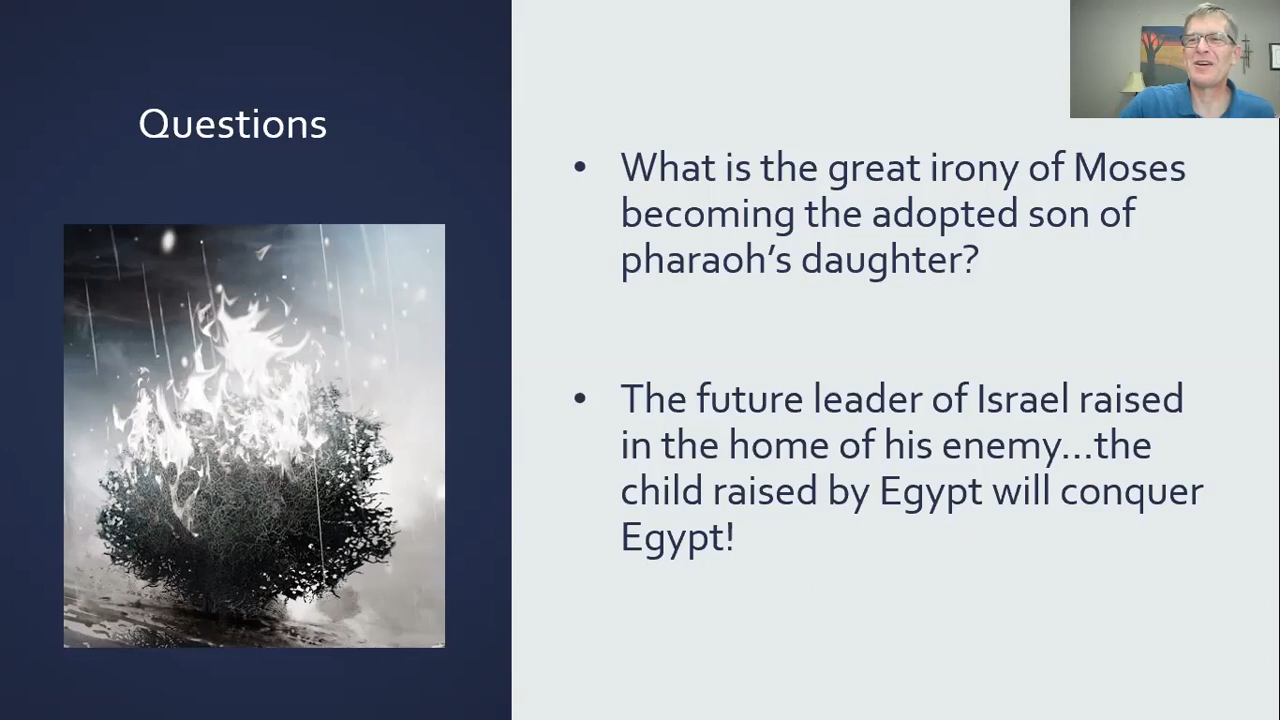 Questions
• What is the great irony of Moses
becoming the adopted son of
pharaoh’s daughter?
• The future leader of Israel raised
in the home of his enemy…the
child raised by Egypt will conquer
Egypt!